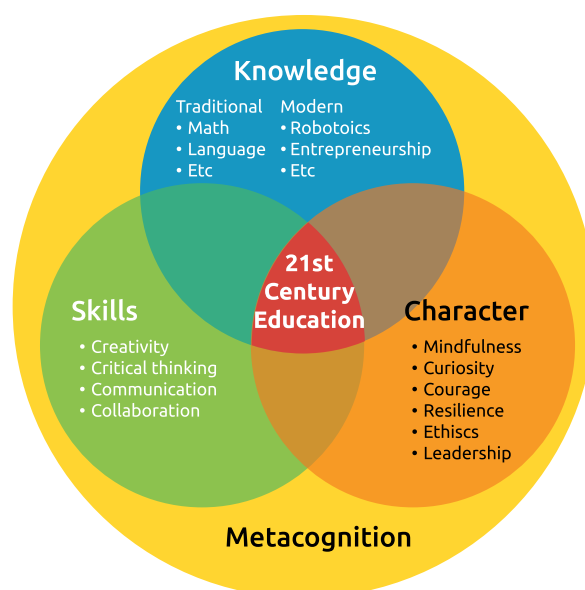 Knowledge
Traditional
• Math
• Language
• Etc
Modern
• Robotoics
• Entrepreneurship
• Etc
21st
Century
Education
Skills
• Creativity
• Critical thinking
• Communication
• Collaboration
Character
• Mindfulness
• Curiosity
• Courage
• Resilience
• Ethiscs
• Leadership
Metacognition